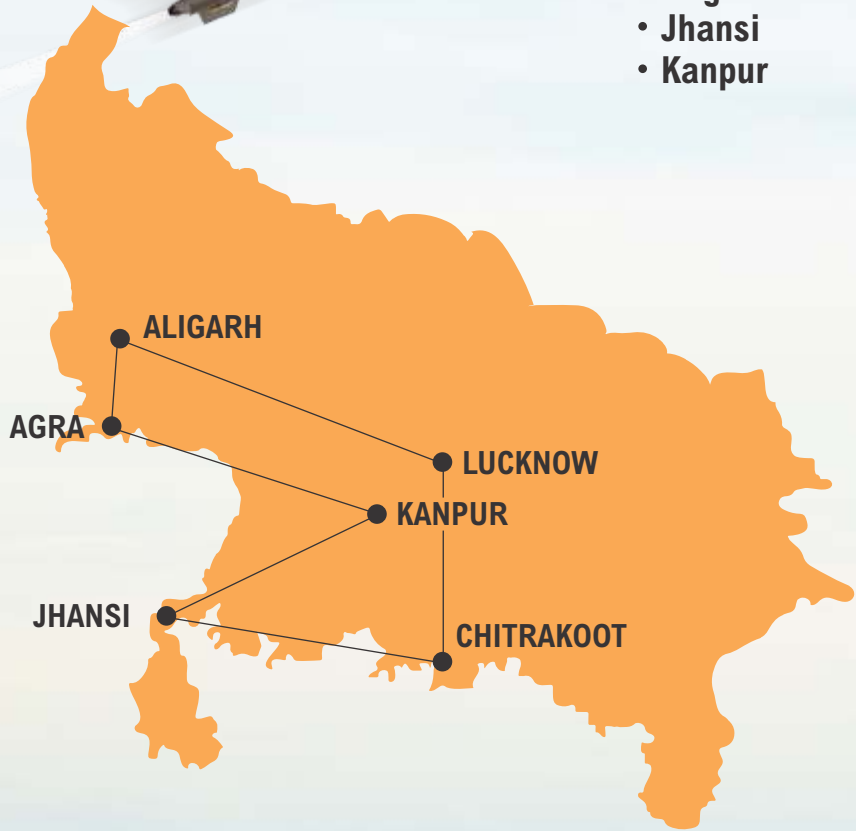 • Jhansi
• Kanpur
ALIGARH
AGRA
LUCKNOW
KANPUR
JHANSI
CHITRAKOOT